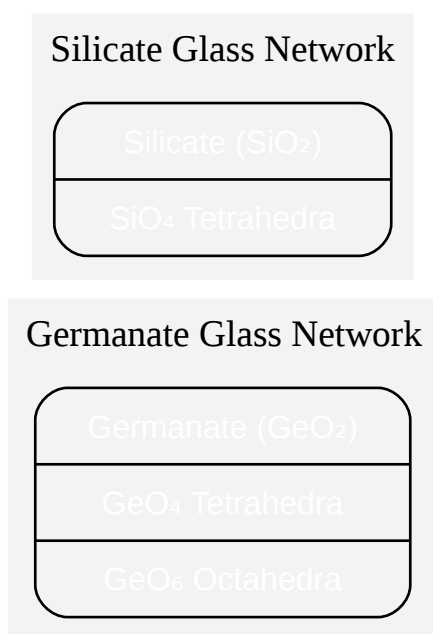 Silicate Glass Network
Silicate (SiO₂)
SiO₄ Tetrahedra
Germanate Glass Network
Germanate (GeO₂)
GeO₄ Tetrahedra
GeO₆ Octahedra